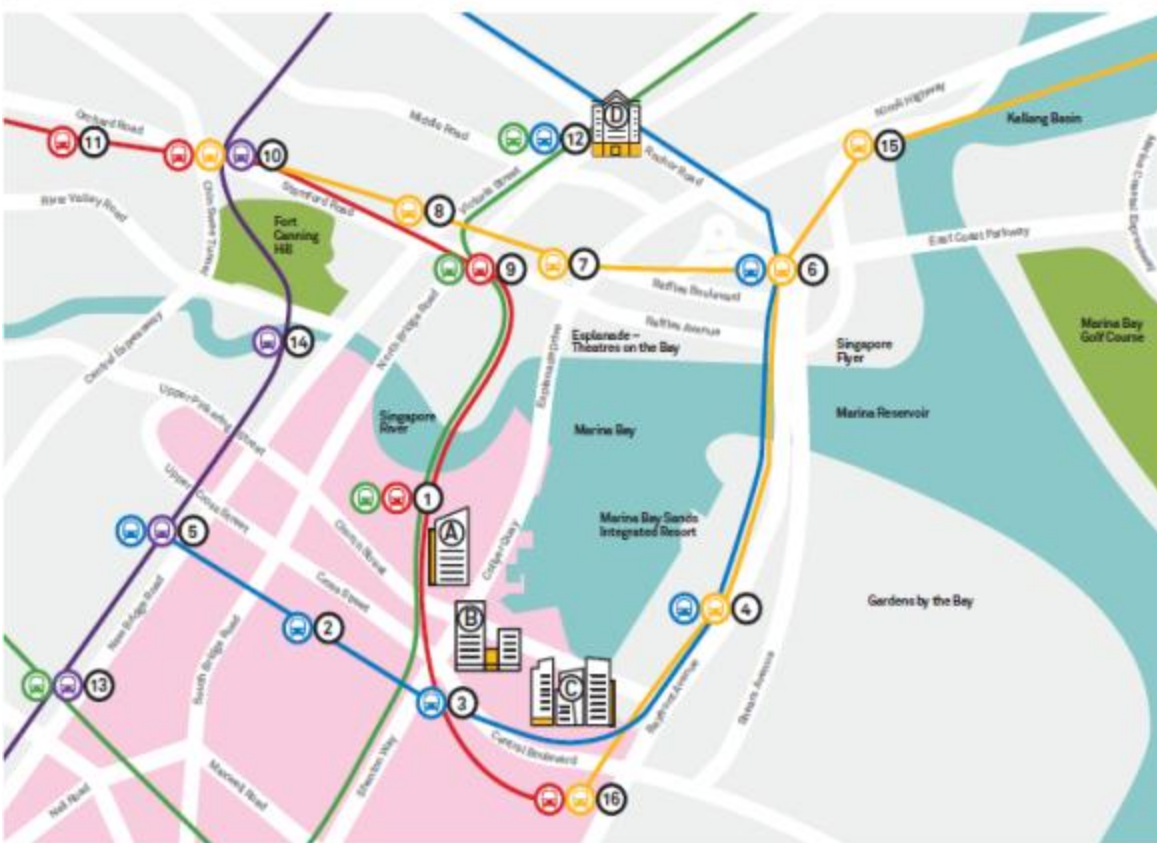 Orchard Road
11
10
Middle Road
12
D
Rochor Road
Nicoll Highway
15
Kallang Basin
River Valley Road
Stamford Road
Victoria Street
8
Fort
Canning
Hill
9
7
6
East Coast Parkway
Raffles Boulevard
Raffles Avenue
North Bridge Road
Central Expressway
14
Esplanade Drive
Esplanade –
Theatres on the Bay
Singapore
Flyer
Marina Bay
Golf Course
Upper Pickering Street
Singapore
River
Marina Bay
Marina Reservoir
Upper Cross Street
1
A
Marina Bay Sands
Integrated Resort
5
Church Street
Collyer Quay
Cross Street
New Bridge Road
2
South Bridge Road
B
4
Gardens by the Bay
13
3
C
Bayfront Avenue
Sheares Avenue
Central Boulevard
Shenton Way
Maxwell Road
Neil Road
16